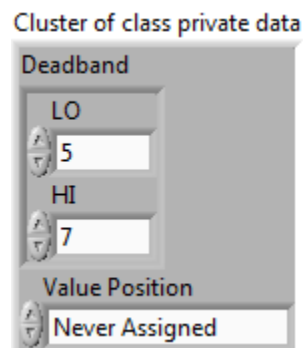 Cluster of class private data
Deadband
LO
5
HI
7
Value Position
Never Assigned